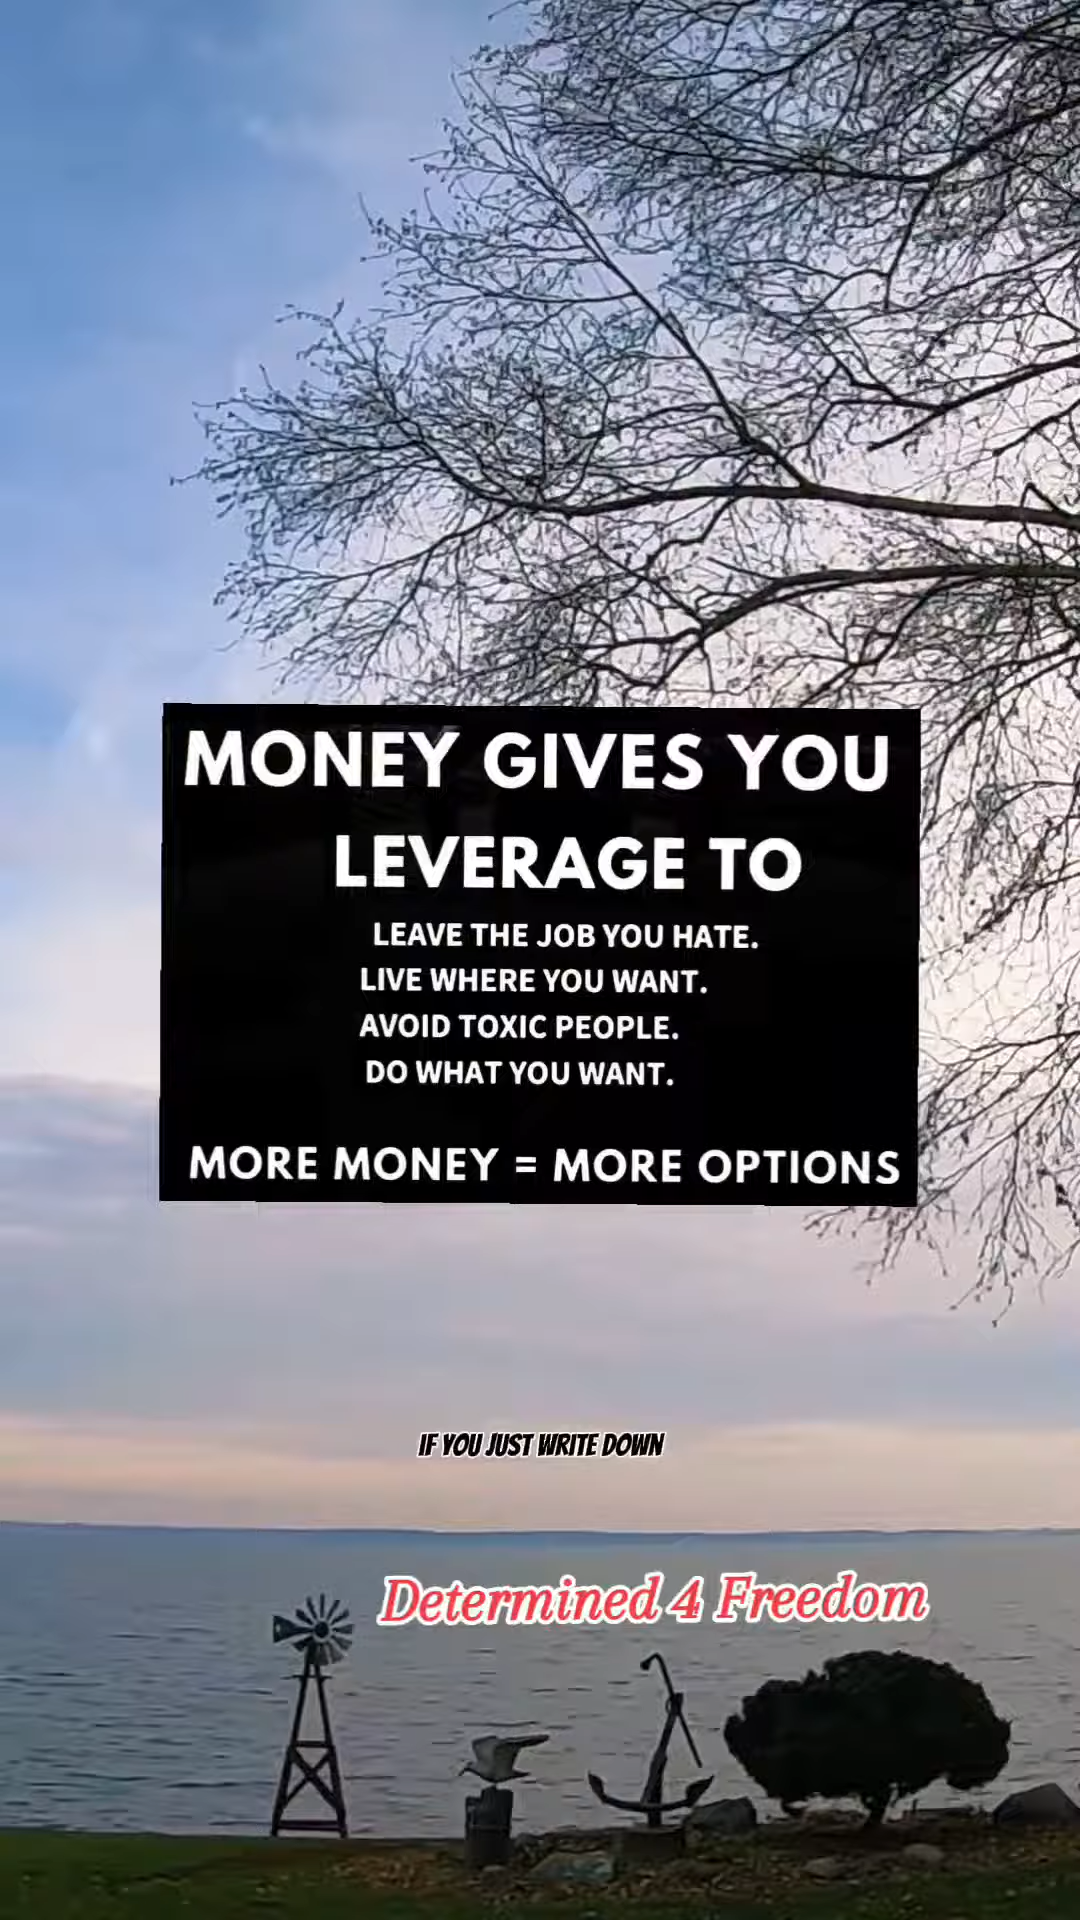 MONEY GIVES YOU
LEVERAGE TO
LEAVE THE JOB YOU HATE.
LIVE WHERE YOU WANT.
AVOID TOXIC PEOPLE.
DO WHAT YOU WANT.
MORE MONEY = MORE OPTIONS
IF YOU JUST WRITE DOWN
Determined 4 Freedom